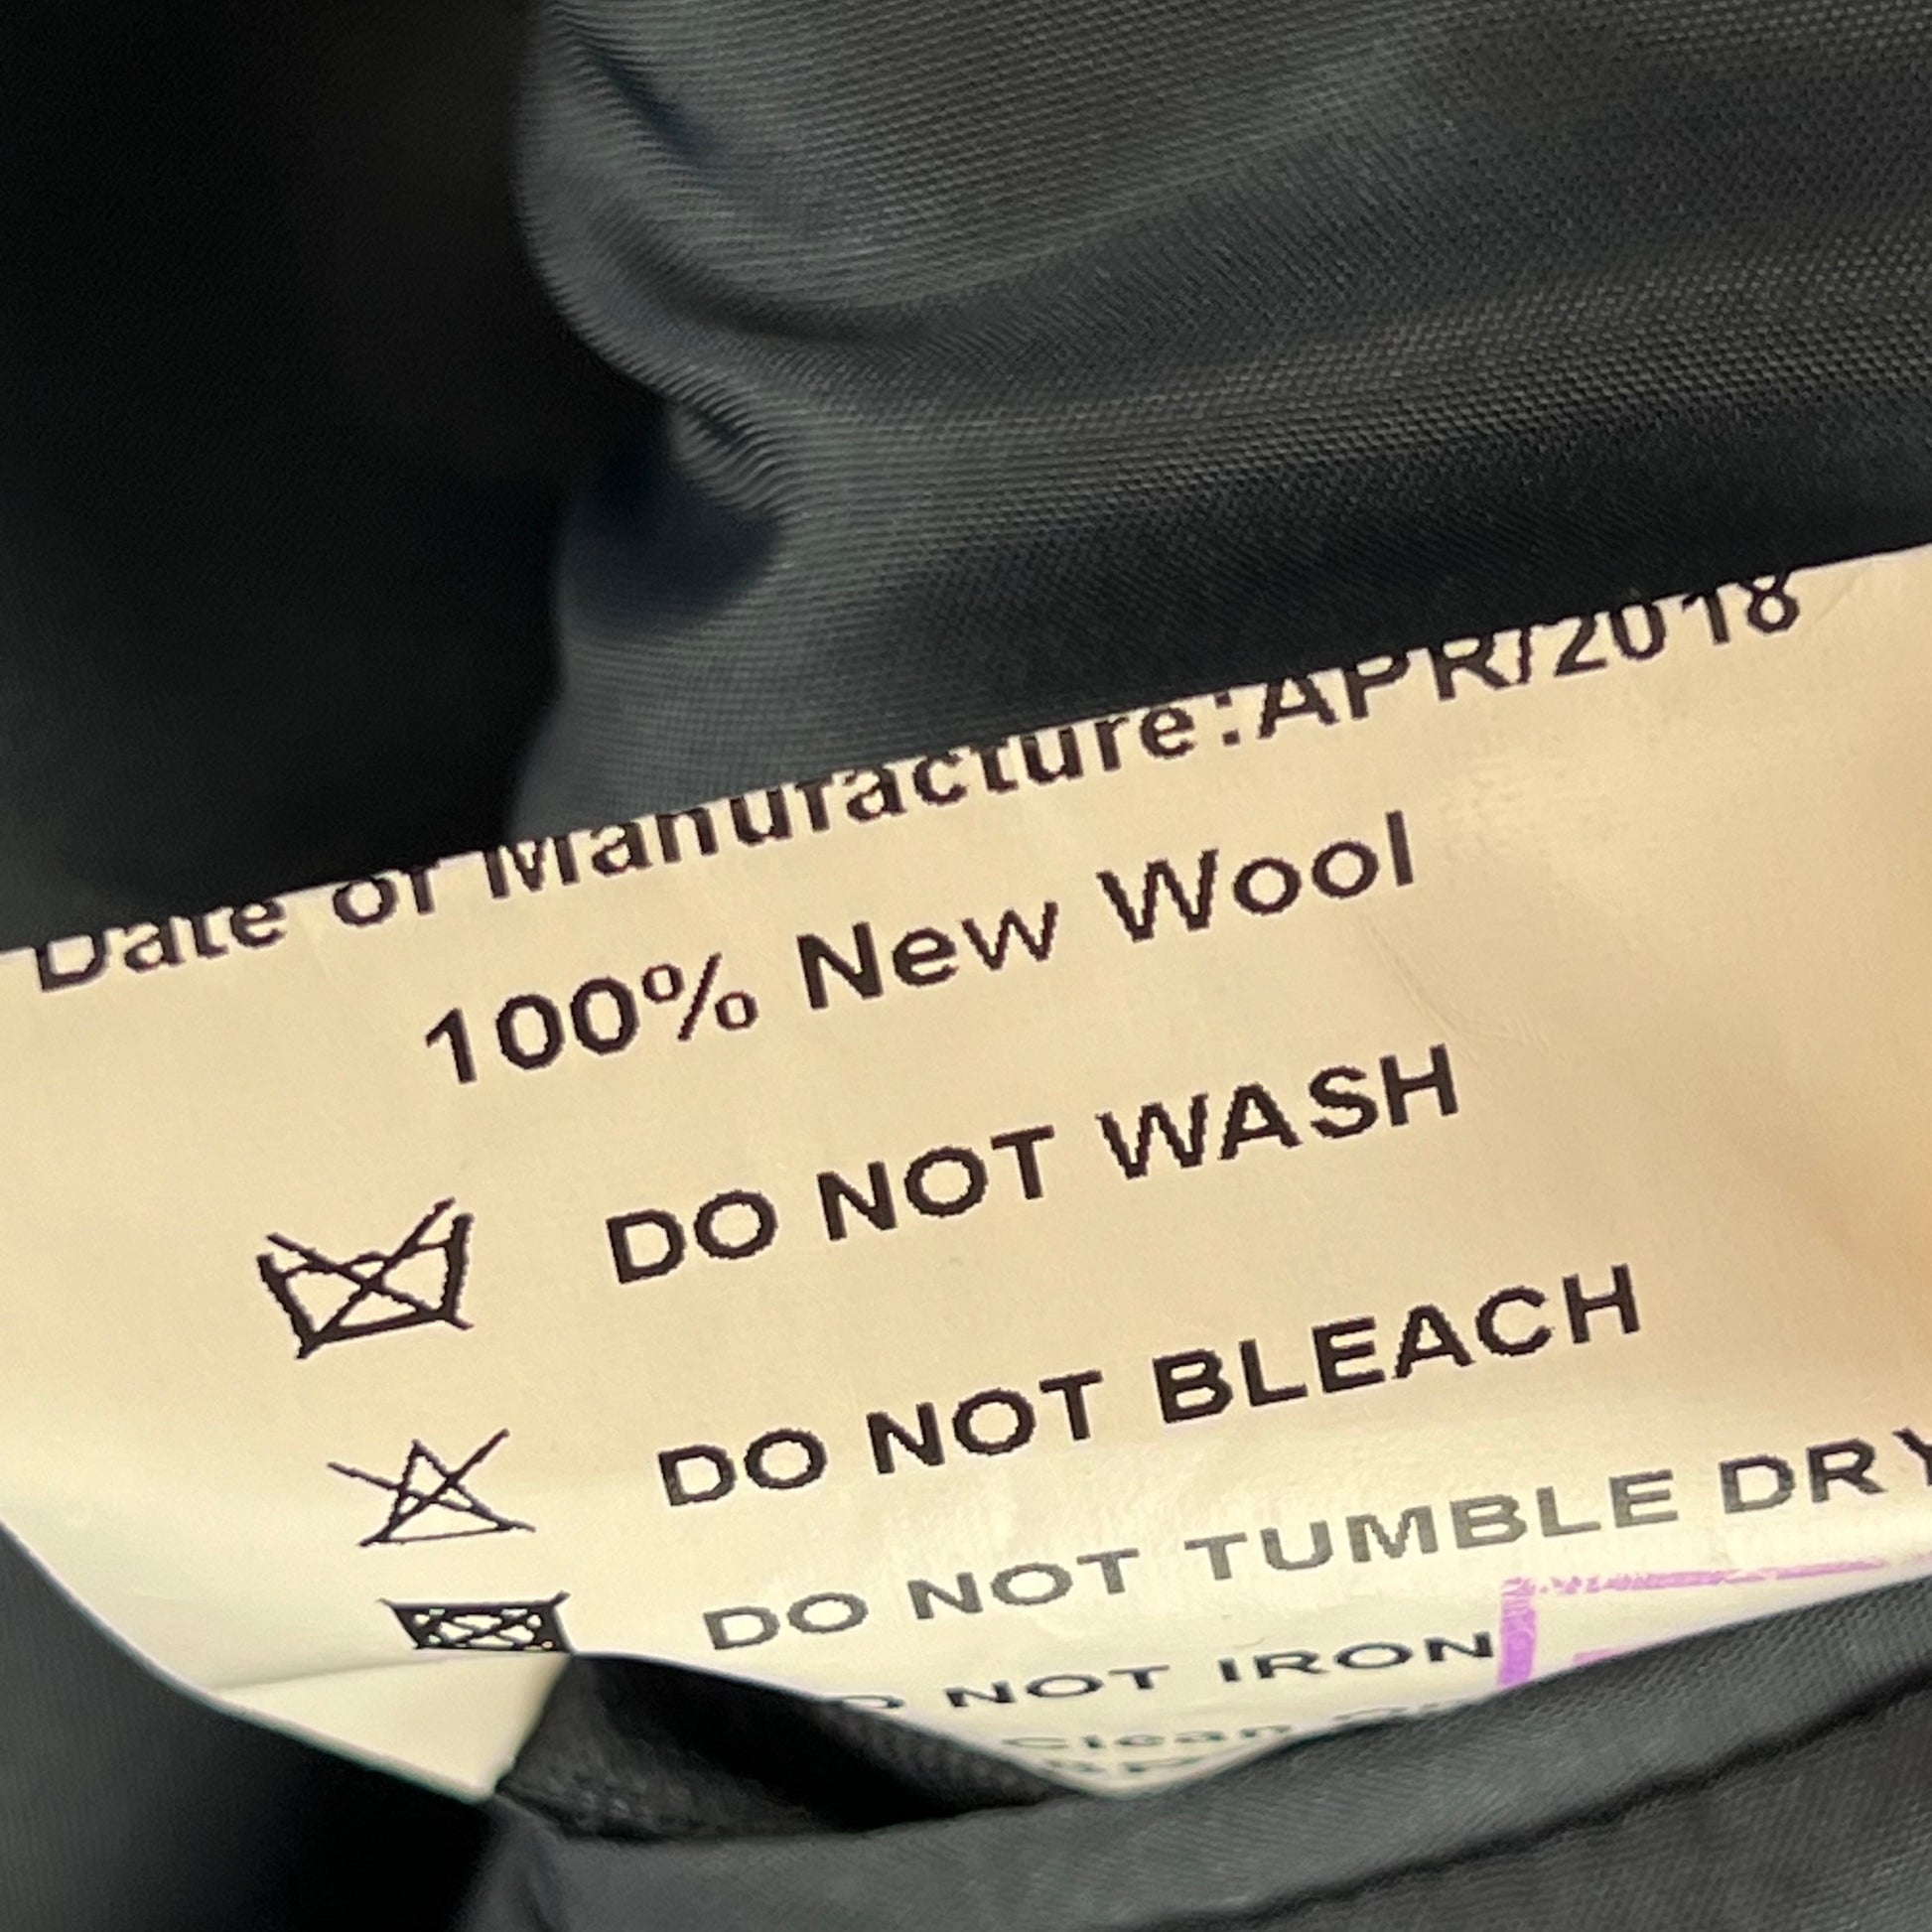 Date of Manufacture:APR/2018
100% New Wool
DO NOT WASH
DO NOT BLEACH
DO NOT TUMBLE DRY
NOT IRON
Clean